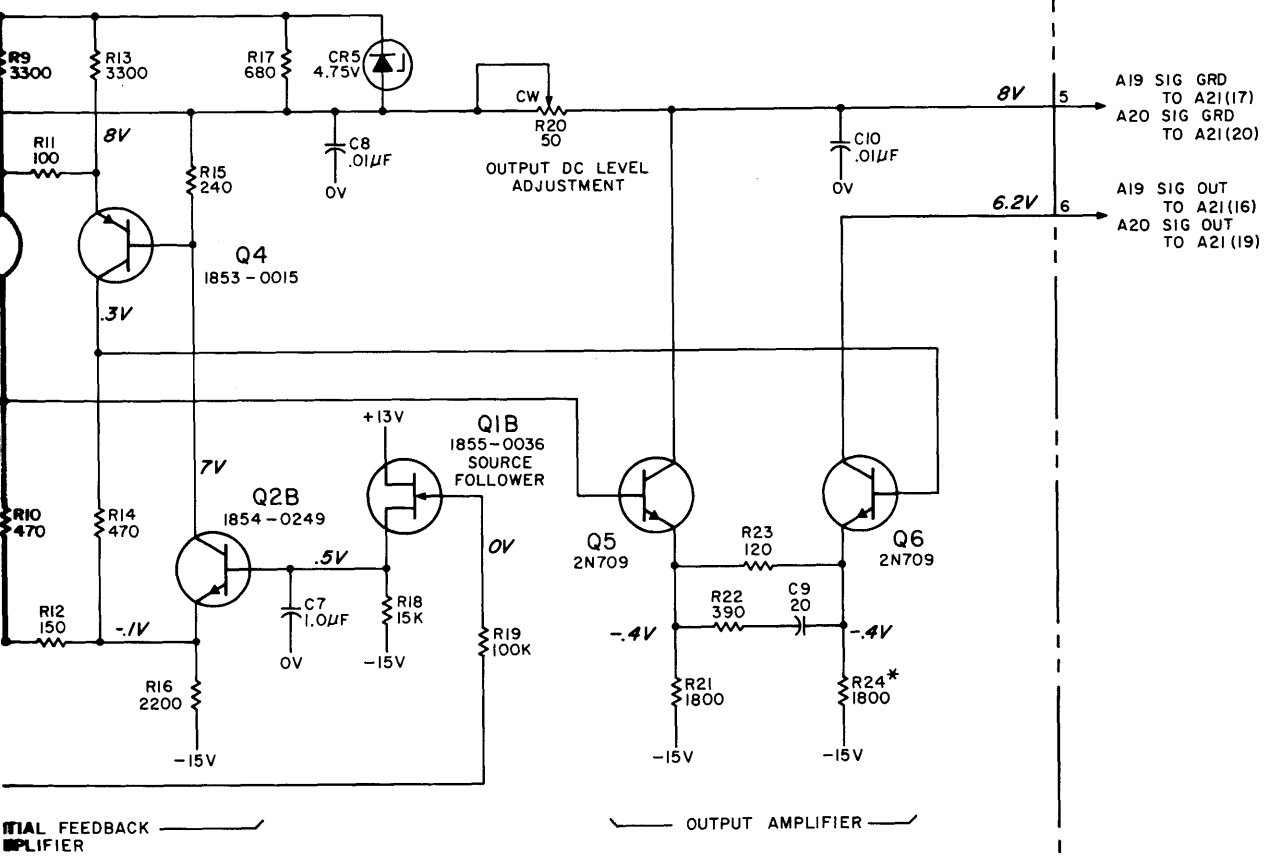 R9
3300
R13
3300
R17
680
CR5
4.75V
CW
R20
50
OUTPUT DC LEVEL
ADJUSTMENT
8V
5
A19 SIG GRD
TO A21(17)
A20 SIG GRD
TO A21(20)
R11
100
8V
C8
.01µF
0V
C10
.01µF
0V
R15
240
6.2V
6
A19 SIG OUT
TO A21(16)
A20 SIG OUT
TO A21(19)
Q4
1853-0015
.3V
+13V
Q1B
1855-0036
SOURCE
FOLLOWER
7V
Q2B
1854-0249
R10
470
R14
470
0V
Q5
2N709
R23
120
Q6
2N709
.5V
R12
150
-.1V
C7
1.0µF
0V
R18
15K
-15V
R19
100K
R22
390
C9
20
-.4V
-.4V
R16
2200
-15V
R21
1800
-15V
R24*
1800
-15V
TIAL FEEDBACK
MPLIFIER
OUTPUT AMPLIFIER